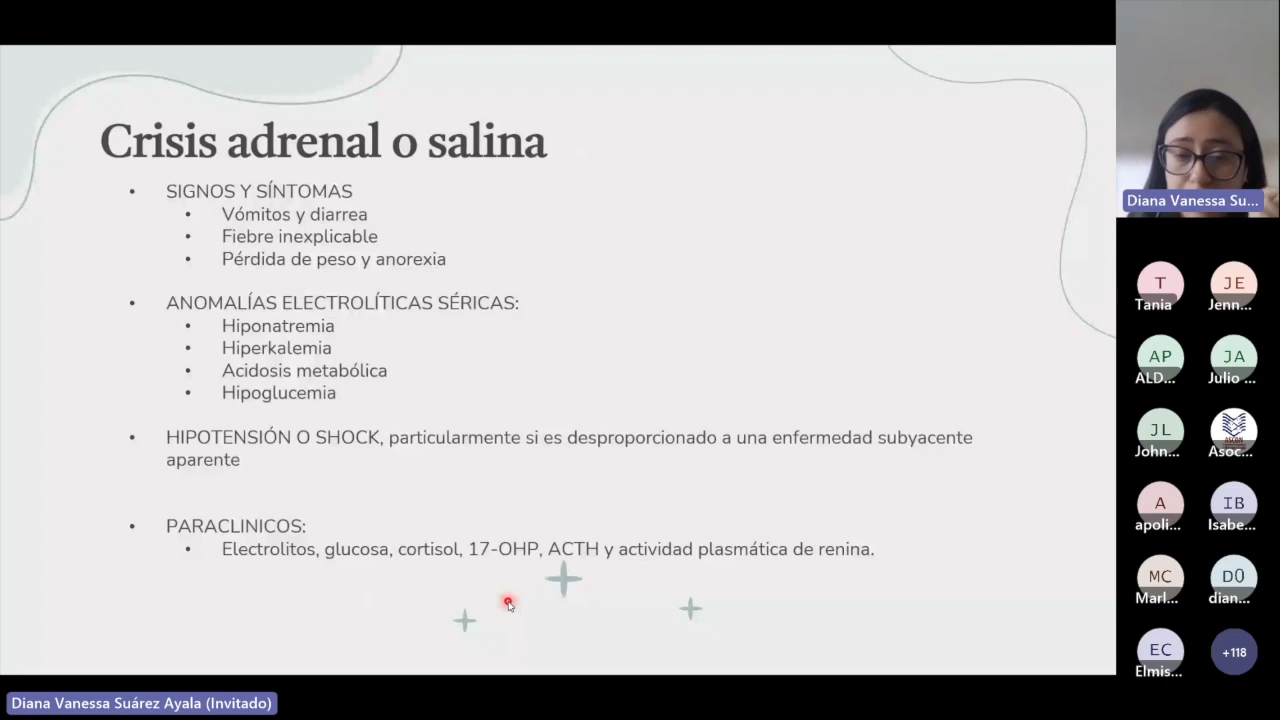 Crisis adrenal o salina
• SIGNOS Y SÍNTOMAS
• Vómitos y diarrea
• Fiebre inexplicable
• Pérdida de peso y anorexia
• ANOMALÍAS ELECTROLÍTICAS SÉRICAS:
• Hiponatremia
• Hiperkalemia
• Acidosis metabólica
• Hipoglucemia
• HIPOTENSIÓN O SHOCK, particularmente si es desproporcionado a una enfermedad subyacente
aparente
• PARACLINICOS:
• Electrolitos, glucosa, cortisol, 17-OHP, ACTH y actividad plasmática de renina.
Diana Vanessa Su...
T
Tania
JE
Jenn...
AP
ALD...
JA
Julio ...
JL
John...
Asoc...
A
apoli...
IB
Isabe...
MC
Marl...
D0
dian...
EC
Elmis...
+118
Diana Vanessa Suárez Ayala (Invitado)